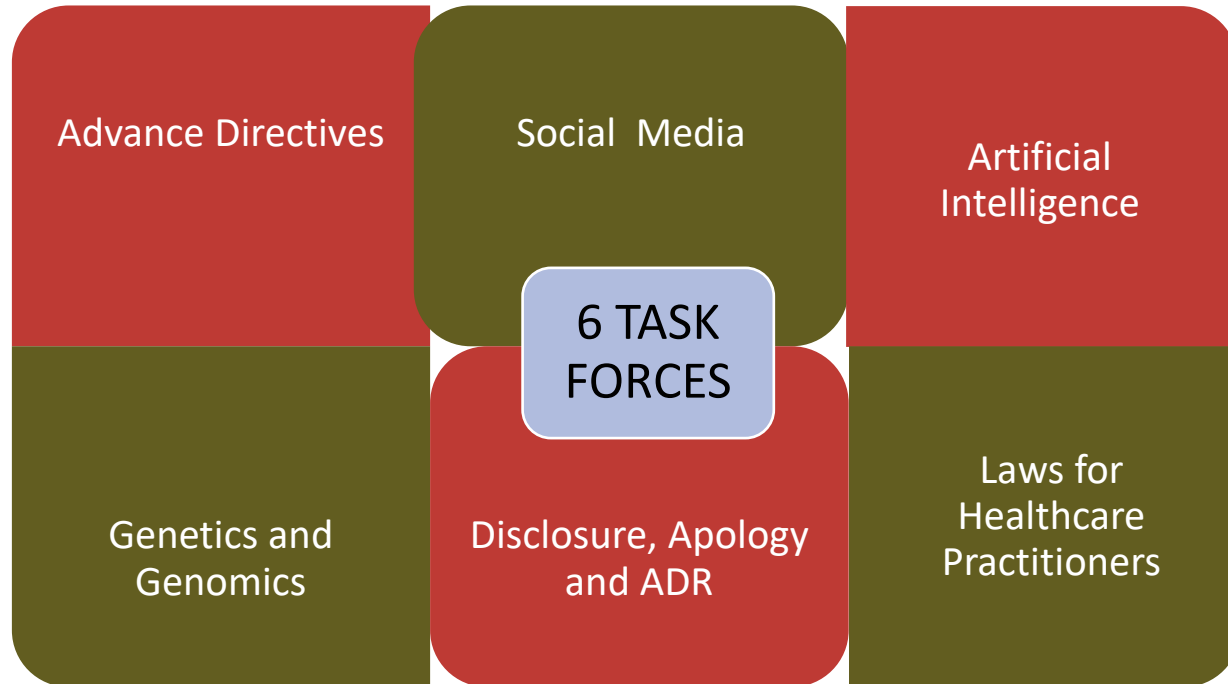 Advance Directives
Social Media
Artificial
Intelligence
6 TASK
FORCES
Genetics and
Genomics
Disclosure, Apology
and ADR
Laws for
Healthcare
Practitioners